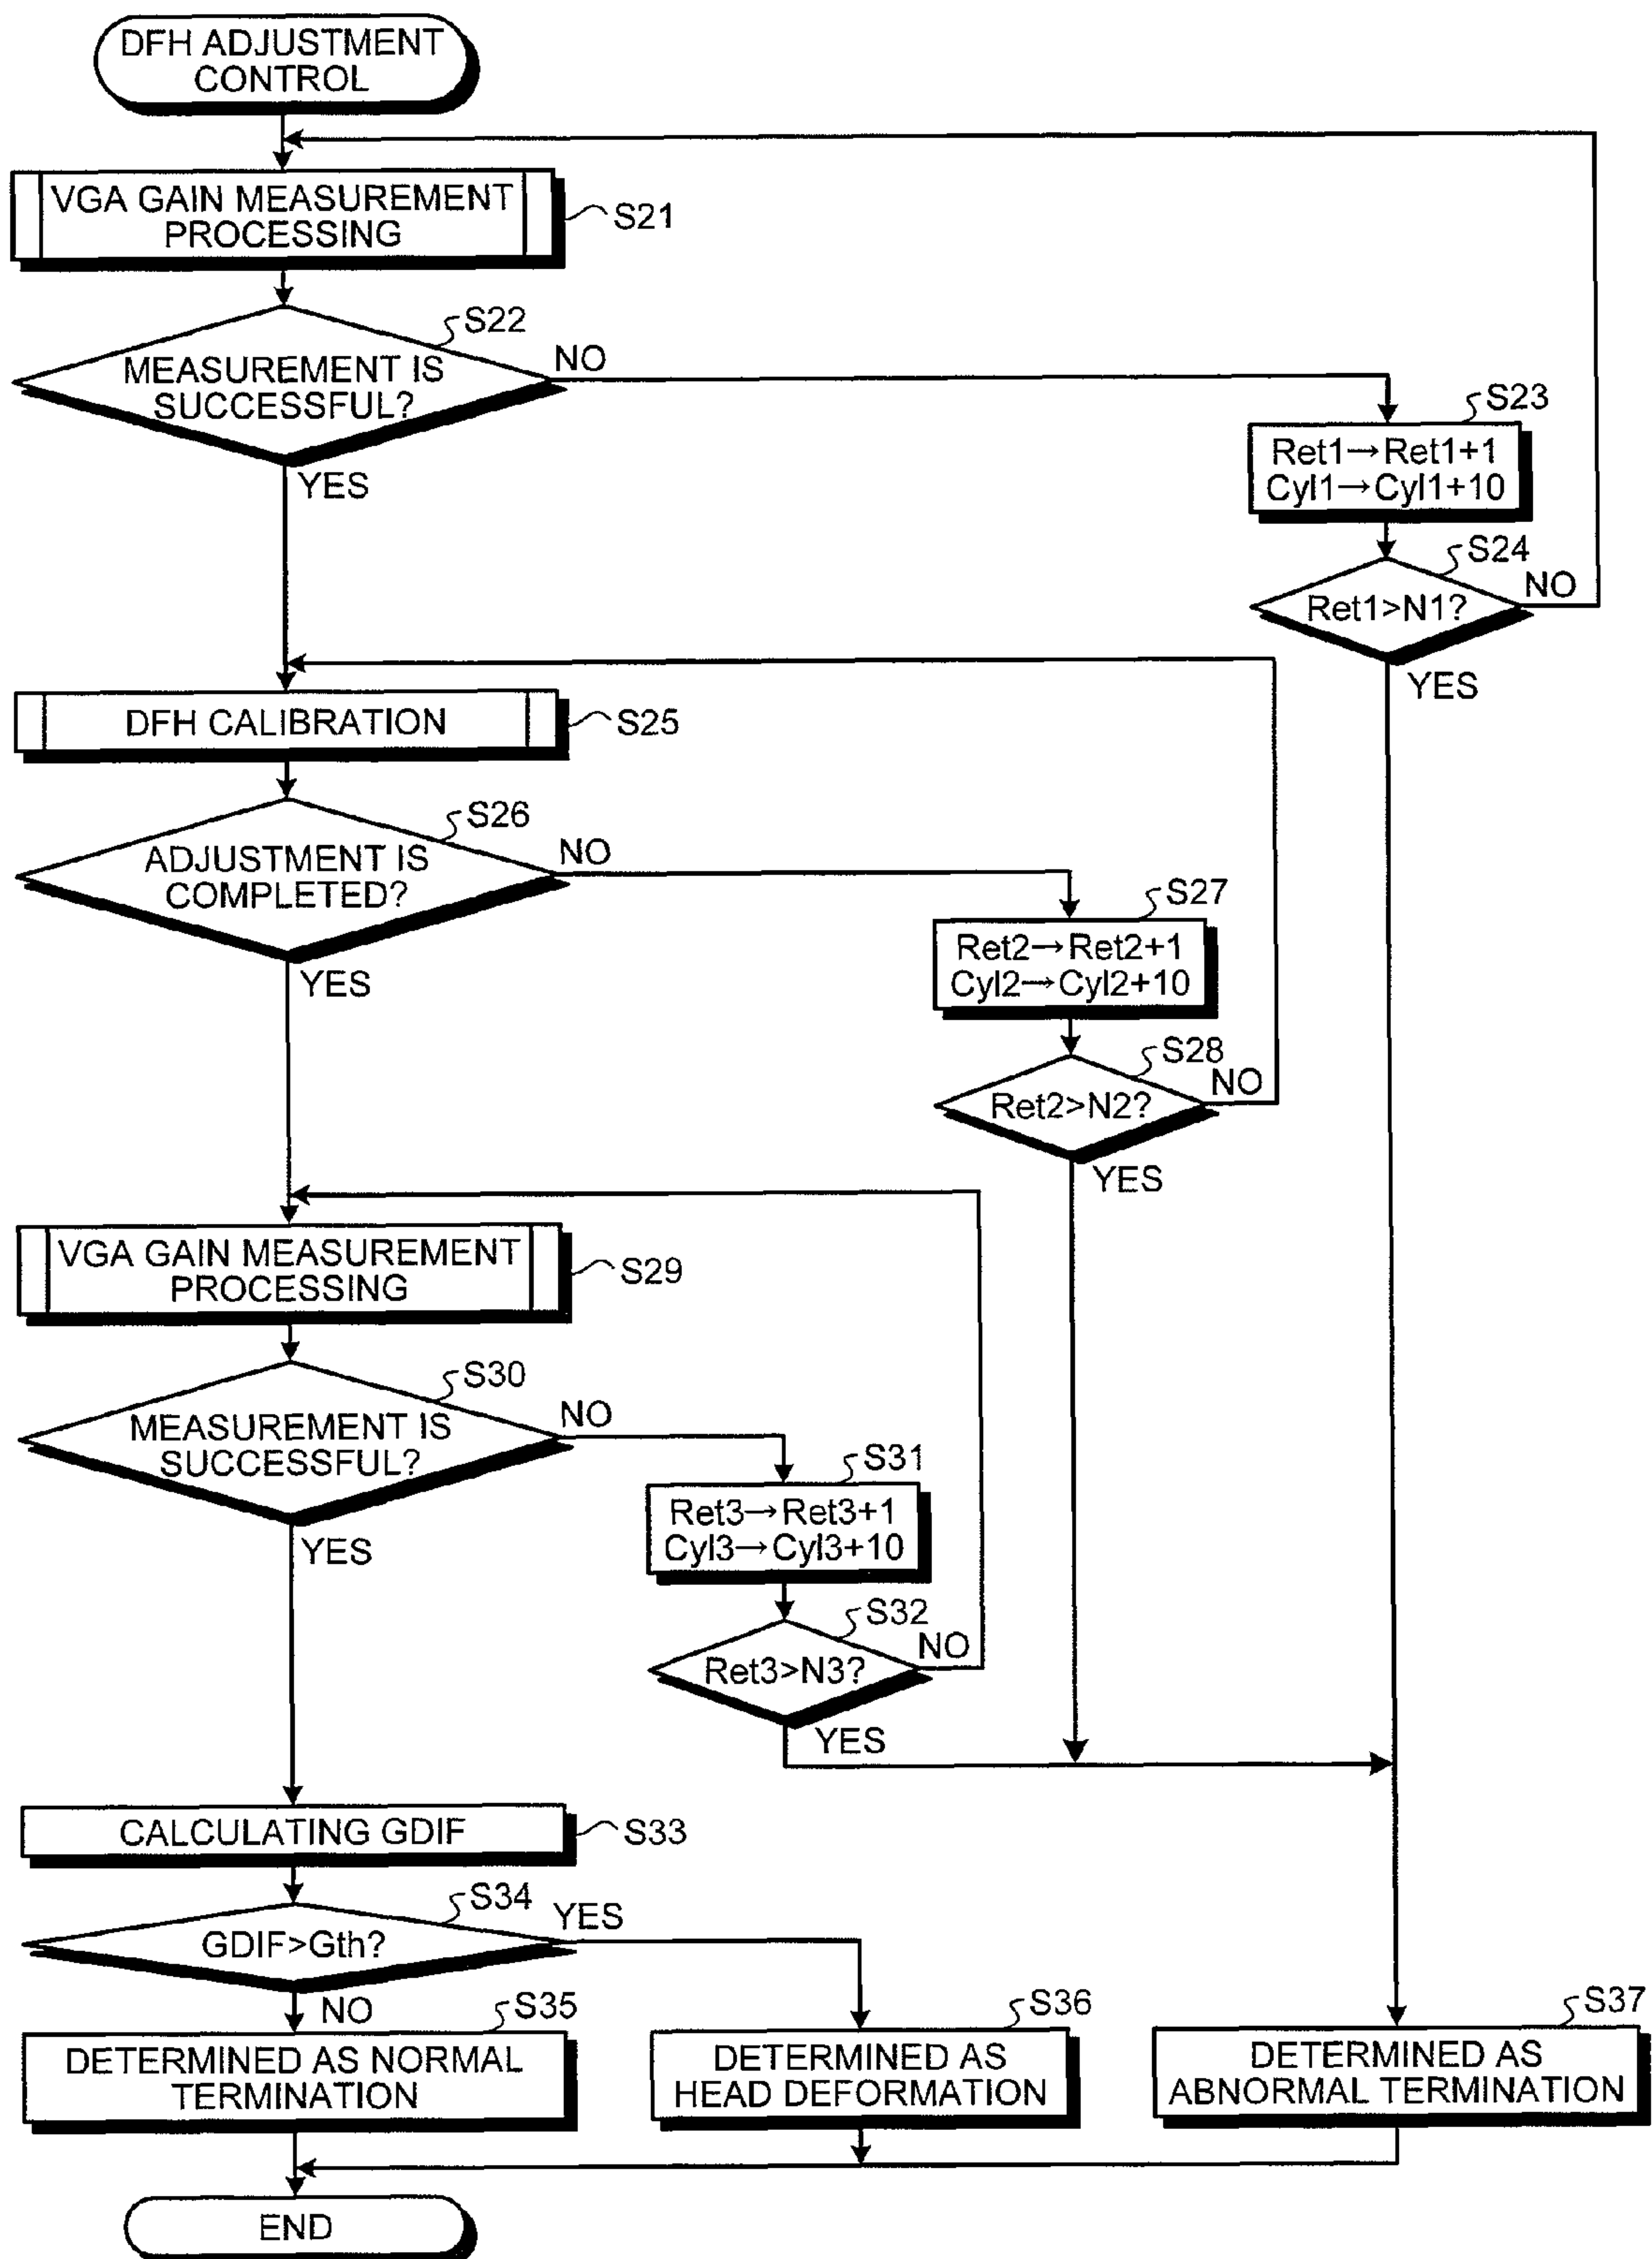 DFH ADJUSTMENT
CONTROL
VGA GAIN MEASUREMENT
PROCESSING
S21
S22
MEASUREMENT IS
SUCCESSFUL?
NO
YES
S23
Ret1→Ret1+1
Cyl1→Cyl1+10
S24
Ret1>N1?
NO
YES
DFH CALIBRATION
S25
S26
ADJUSTMENT IS
COMPLETED?
NO
YES
S27
Ret2→Ret2+1
Cyl2→Cyl2+10
S28
Ret2>N2?
NO
YES
VGA GAIN MEASUREMENT
PROCESSING
S29
S30
MEASUREMENT IS
SUCCESSFUL?
NO
YES
S31
Ret3→Ret3+1
Cyl3→Cyl3+10
S32
Ret3>N3?
NO
YES
CALCULATING GDIF
S33
S34
GDIF>Gth?
YES
NO
S35
DETERMINED AS NORMAL
TERMINATION
S36
DETERMINED AS
HEAD DEFORMATION
S37
DETERMINED AS
ABNORMAL TERMINATION
END